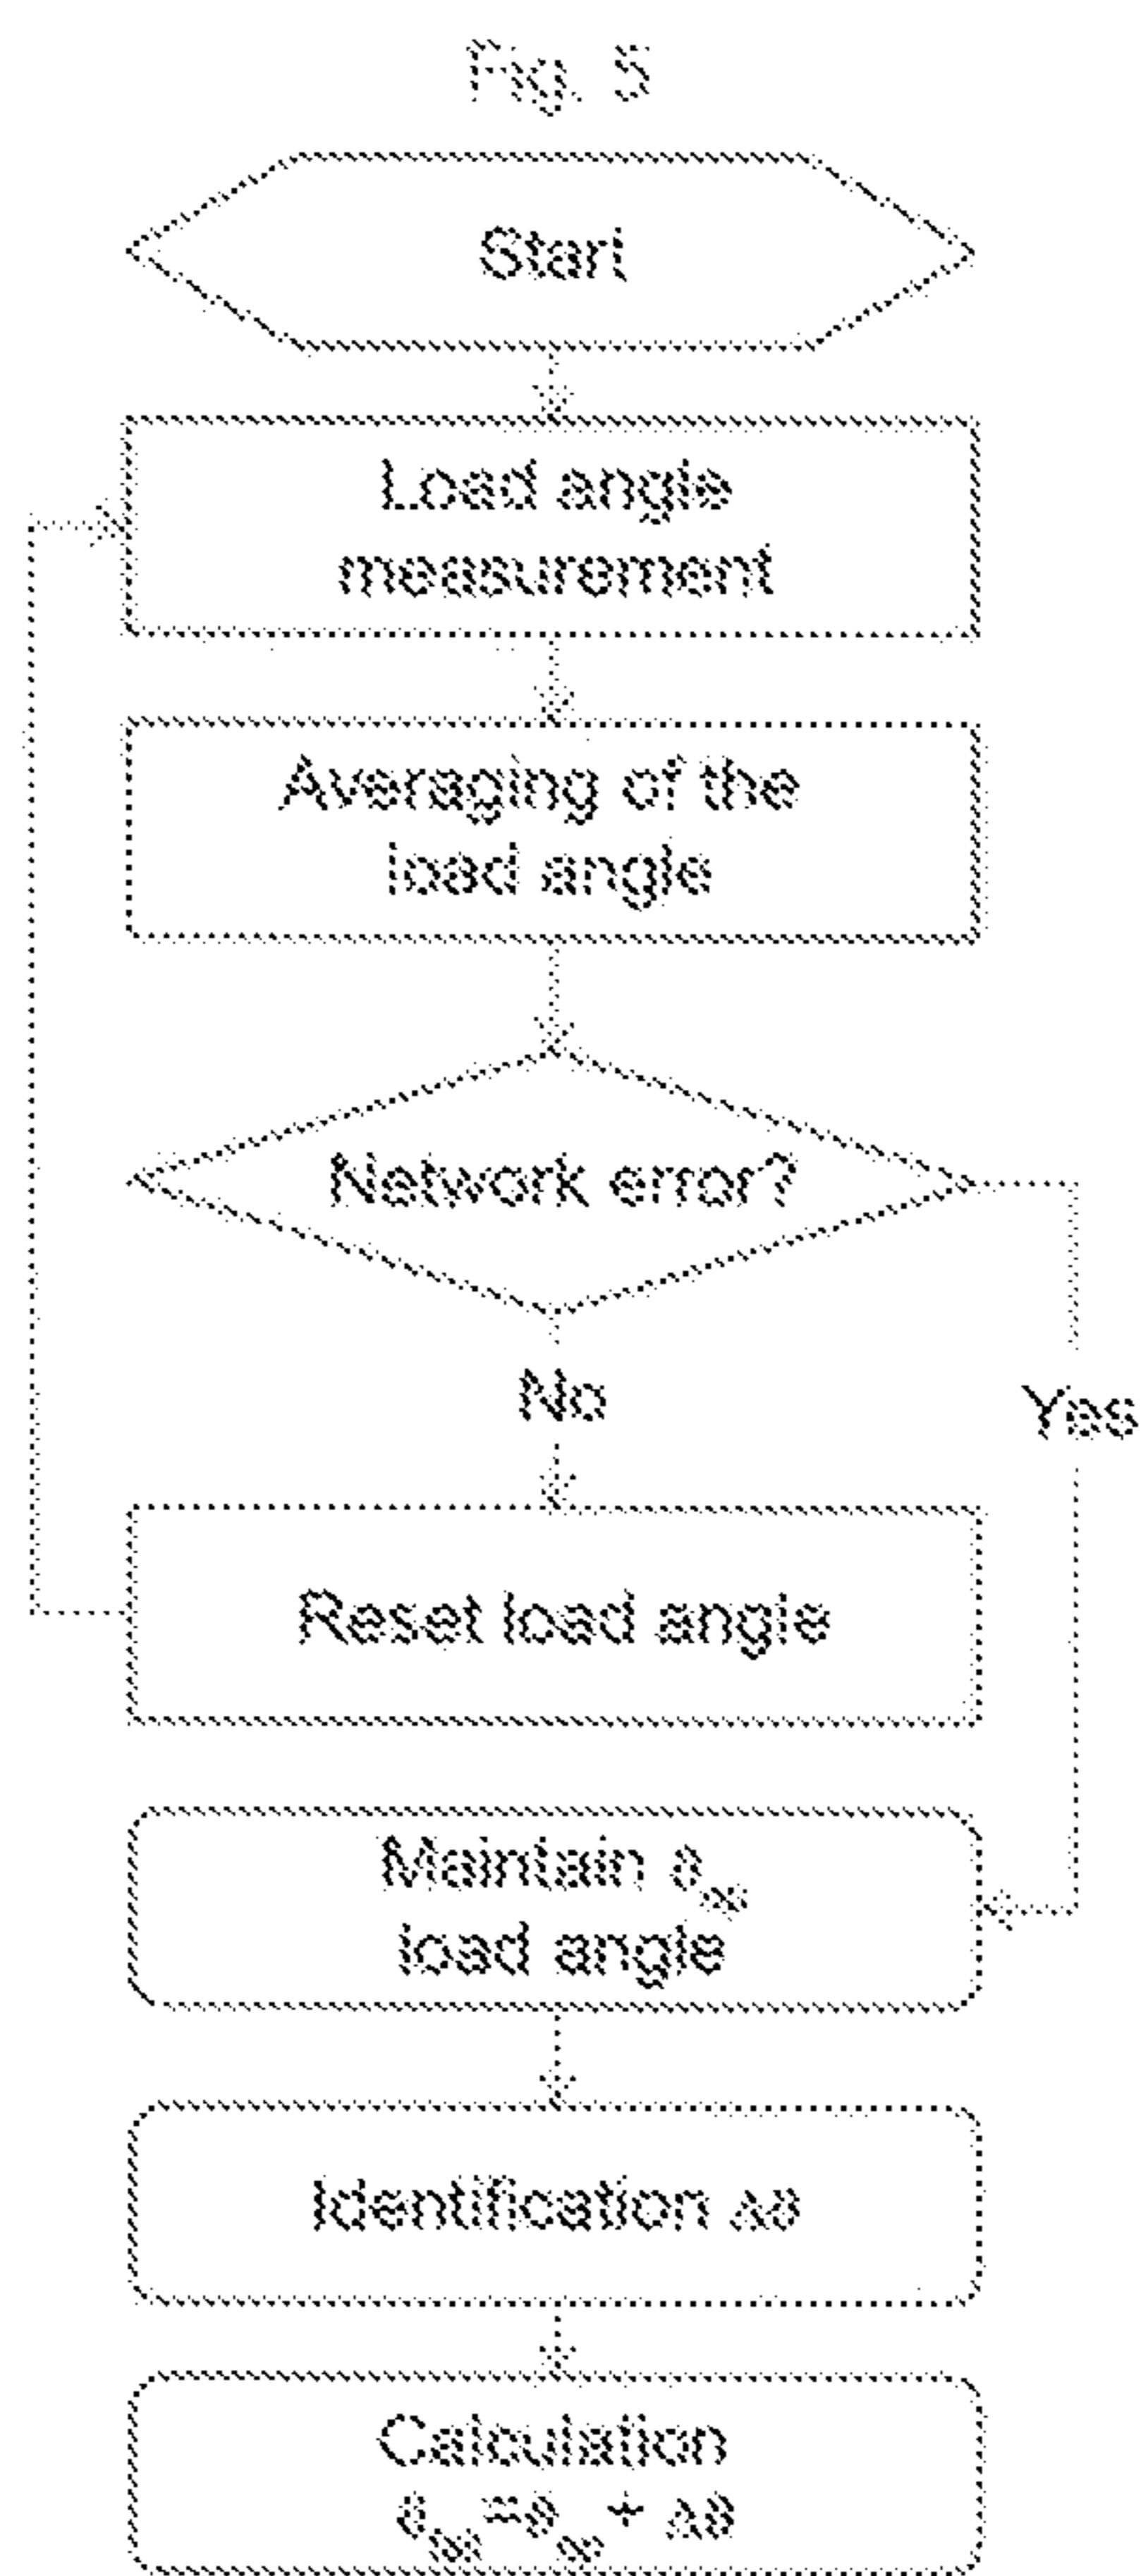 Fig. 5
Start
Load angle
measurement
Averaging of the
load angle
Network error?
No
Yes
Reset load angle
Maintain
load angle
Identification
Calculation